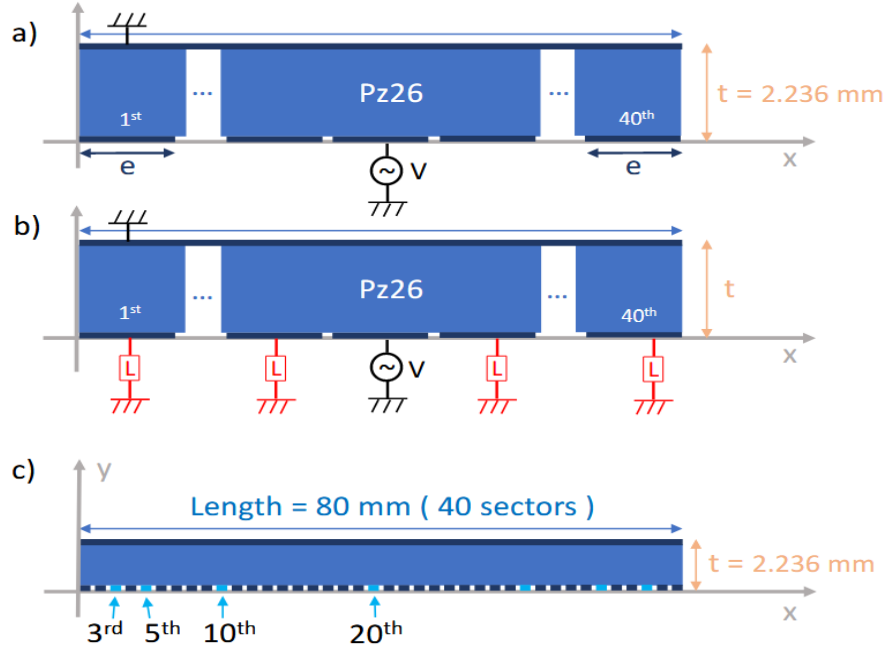 a)
... Pz26 ...
1st 40th
t = 2.236 mm
e e x
~ V
b)
... Pz26 ...
1st 40th
t
x
L L ~ V L L
c) y
Length = 80 mm ( 40 sectors )
t = 2.236 mm
x
3rd 5th 10th 20th